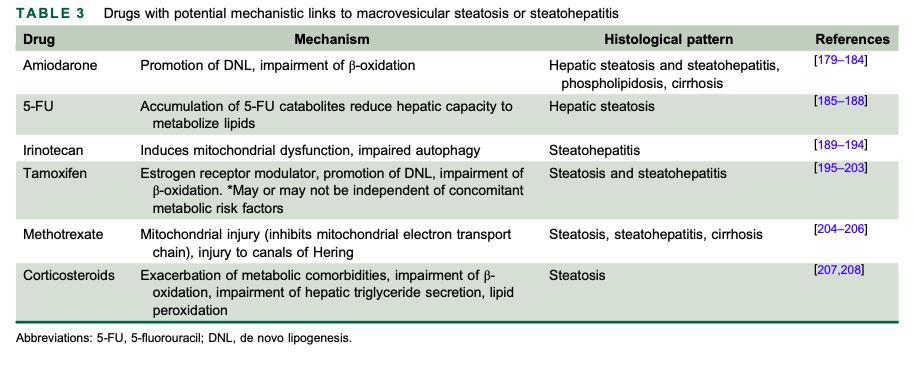 TABLE 3 Drugs with potential mechanistic links to macrovesicular steatosis or steatohepatitis
Drug Mechanism Histological pattern References
Amiodarone Promotion of DNL, impairment of β-oxidation Hepatic steatosis and steatohepatitis, [179–184]
phospholipidosis, cirrhosis
5-FU Accumulation of 5-FU catabolites reduce hepatic capacity to Hepatic steatosis [185–188]
metabolize lipids
Irinotecan Induces mitochondrial dysfunction, impaired autophagy Steatohepatitis [189–194]
Tamoxifen Estrogen receptor modulator, promotion of DNL, impairment of Steatosis and steatohepatitis [195–203]
β-oxidation. *May or may not be independent of concomitant
metabolic risk factors
Methotrexate Mitochondrial injury (inhibits mitochondrial electron transport Steatosis, steatohepatitis, cirrhosis [204–206]
chain), injury to canals of Hering
Corticosteroids Exacerbation of metabolic comorbidities, impairment of β- Steatosis [207,208]
oxidation, impairment of hepatic triglyceride secretion, lipid
peroxidation
Abbreviations: 5-FU, 5-fluorouracil; DNL, de novo lipogenesis.